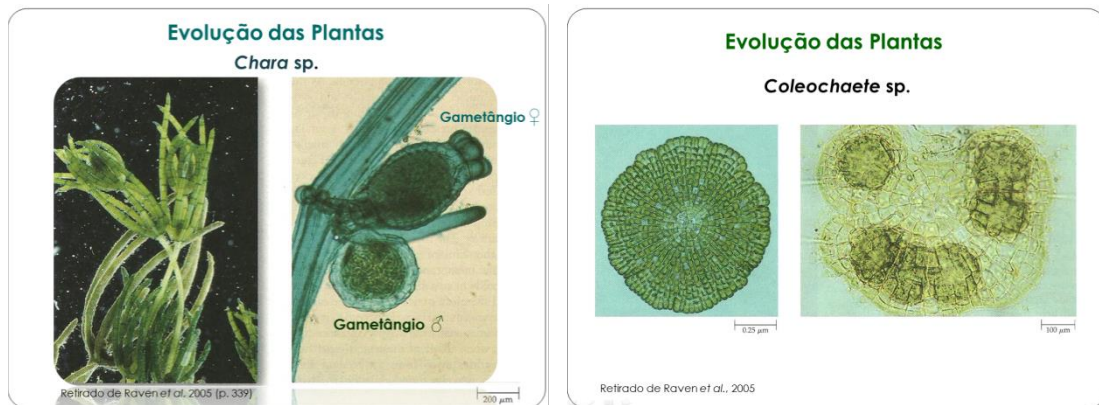 Evolução das Plantas
Chara sp.
Gametângio ♀
Gametângio ♂
Retirado de Raven et al, 2005 (p. 339)
200 µm
Evolução das Plantas
Coleochaete sp.
0.25 µm
100 µm
Retirado de Raven et al., 2005